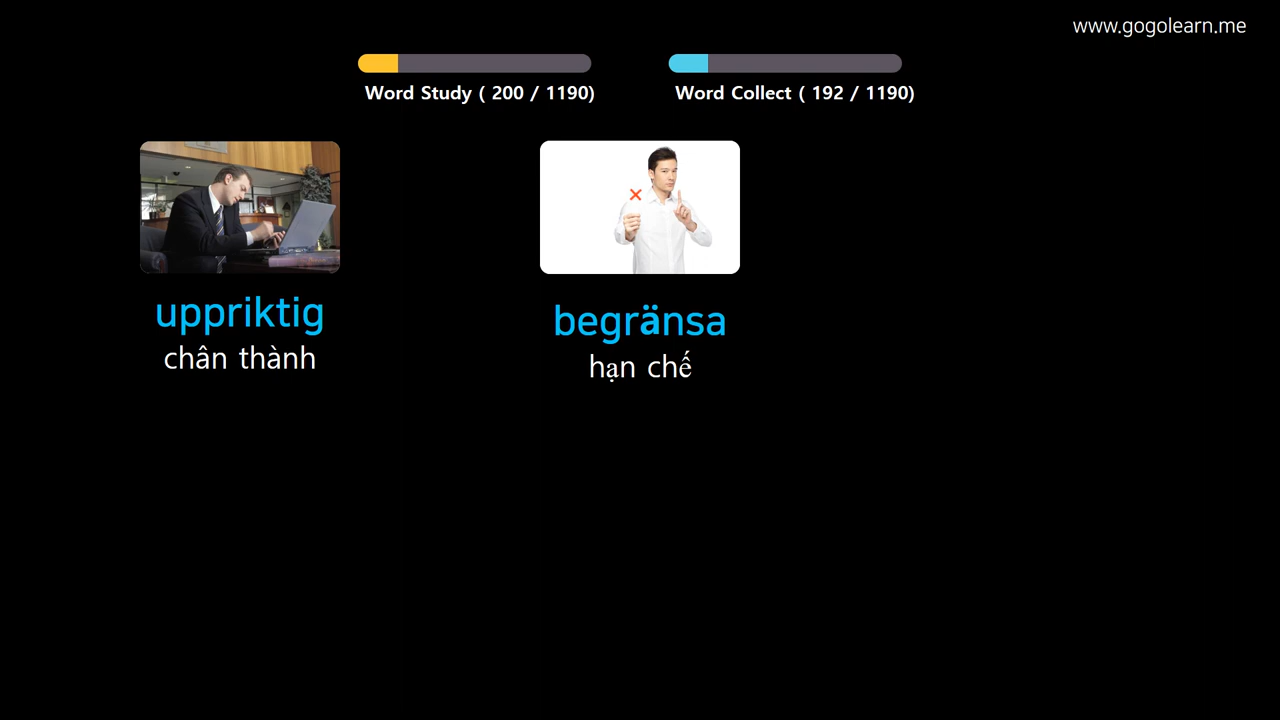 www.gogolearn.me
Word Study ( 200 / 1190)
Word Collect ( 192 / 1190)
uppriktig
chân thành
begränsa
hạn chế